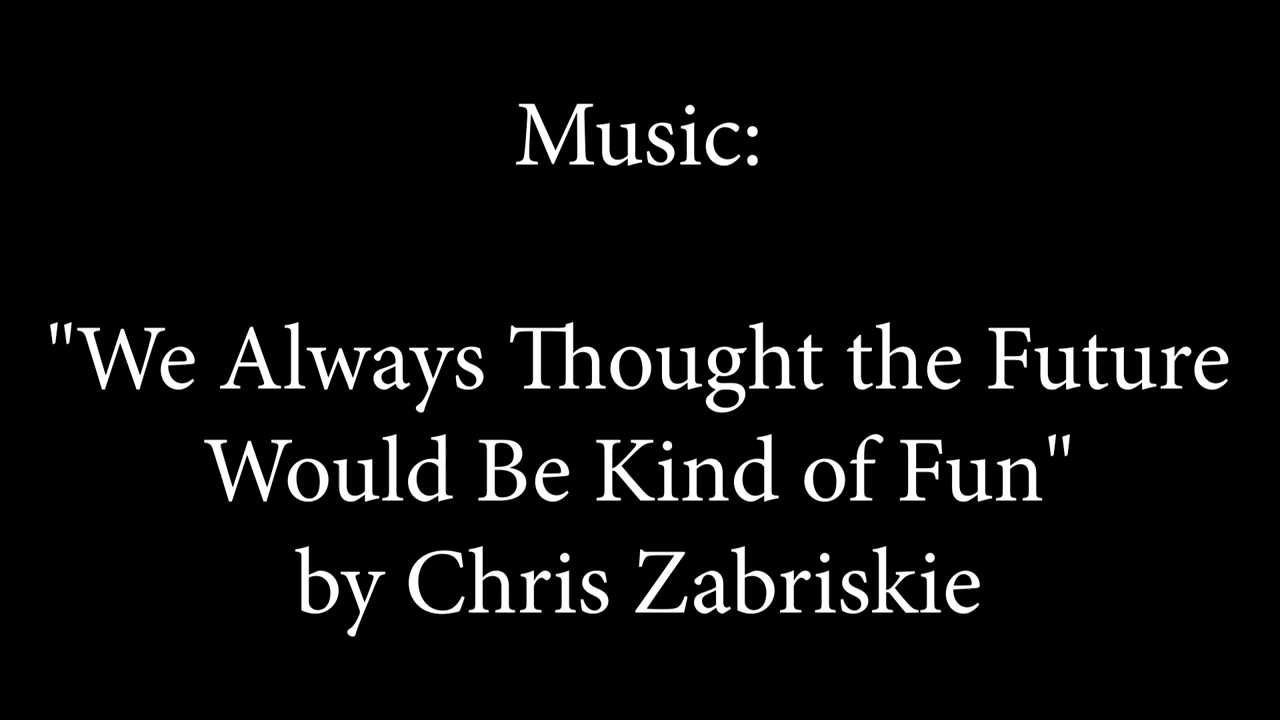 Music:
"We Always Thought the Future
Would Be Kind of Fun"
by Chris Zabriskie